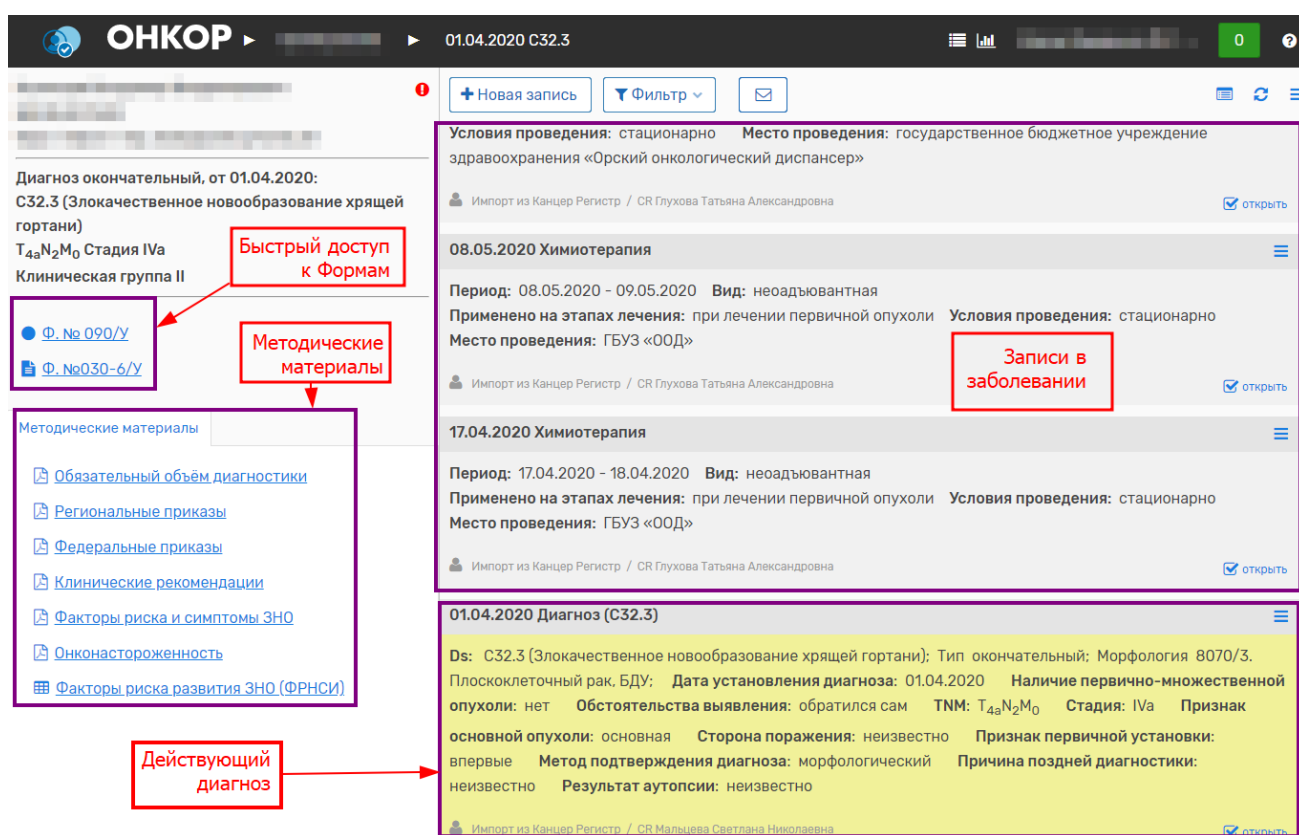 ОНКОР
01.04.2020 С32.3
0
Новая запись
Фильтр
Диагноз окончательный, от 01.04.2020:
С32.3 (Злокачественное новообразование хрящей
гортани)
T4aN2M0 Стадия IVa
Клиническая группа II
Быстрый доступ
к Формам
Ф. № 090/У
Ф. №030-6/У
Методические
материалы
Методические материалы
Обязательный объём диагностики
Региональные приказы
Федеральные приказы
Клинические рекомендации
Факторы риска и симптомы ЗНО
Онконастороженность
Факторы риска развития ЗНО (ФРНСИ)
Действующий
диагноз
Условия проведения: стационарно Место проведения: государственное бюджетное учреждение
здравоохранения «Орский онкологический диспансер»
Импорт из Канцер Регистр / CR Глухова Татьяна Александровна
открыть
08.05.2020 Химиотерапия
Период: 08.05.2020 - 09.05.2020 Вид: неоадъювантная
Применено на этапах лечения: при лечении первичной опухоли Условия проведения: стационарно
Место проведения: ГБУЗ «ООД»
Записи в
заболевании
Импорт из Канцер Регистр / CR Глухова Татьяна Александровна
открыть
17.04.2020 Химиотерапия
Период: 17.04.2020 - 18.04.2020 Вид: неоадъювантная
Применено на этапах лечения: при лечении первичной опухоли Условия проведения: стационарно
Место проведения: ГБУЗ «ООД»
Импорт из Канцер Регистр / CR Глухова Татьяна Александровна
открыть
01.04.2020 Диагноз (С32.3)
Ds: С32.3 (Злокачественное новообразование хрящей гортани); Тип окончательный; Морфология 8070/3.
Плоскоклеточный рак, БДУ; Дата установления диагноза: 01.04.2020 Наличие первично-множественной
опухоли: нет Обстоятельства выявления: обратился сам TNM: T4aN2M0 Стадия: IVa Признак
основной опухоли: основная Сторона поражения: неизвестно Признак первичной установки:
впервые Метод подтверждения диагноза: морфологический Причина поздней диагностики:
неизвестно Результат аутопсии: неизвестно
Импорт из Канцер Регистр / CR Мальцева Светлана Николаевна
открыть